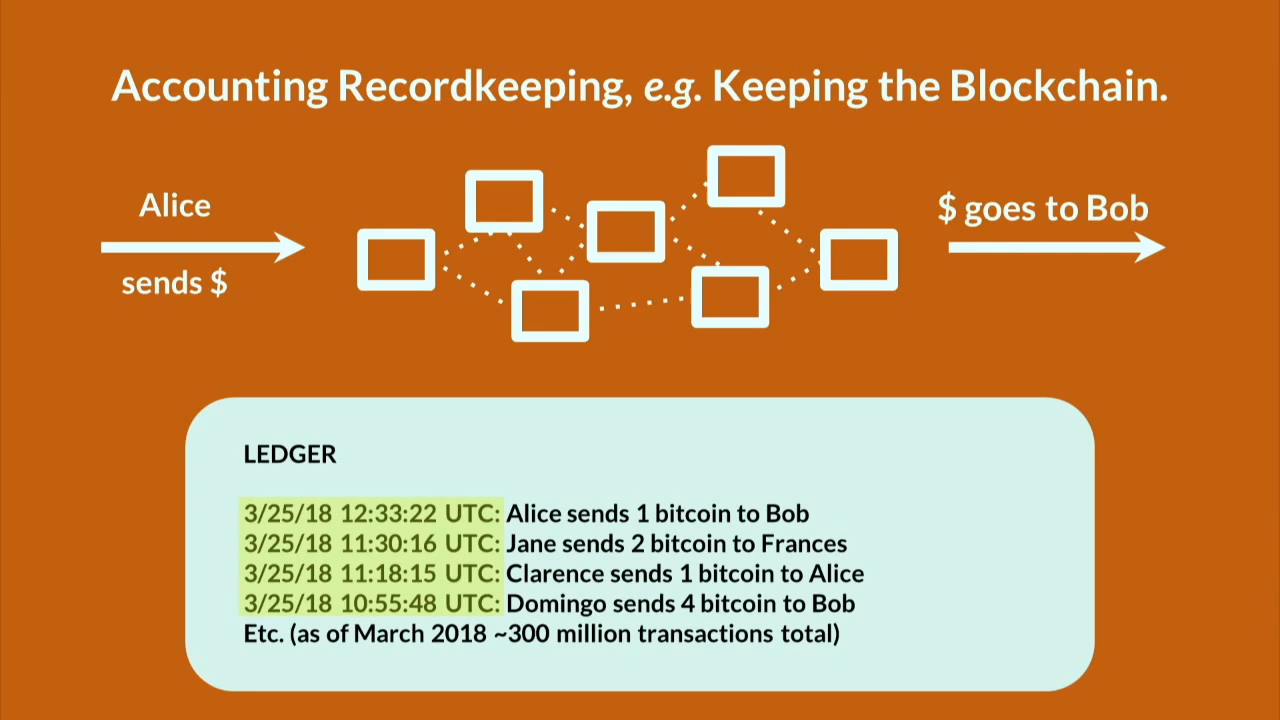 Accounting Recordkeeping, e.g. Keeping the Blockchain.
Alice
sends $
$ goes to Bob
LEDGER
3/25/18 12:33:22 UTC: Alice sends 1 bitcoin to Bob
3/25/18 11:30:16 UTC: Jane sends 2 bitcoin to Frances
3/25/18 11:18:15 UTC: Clarence sends 1 bitcoin to Alice
3/25/18 10:55:48 UTC: Domingo sends 4 bitcoin to Bob
Etc. (as of March 2018 ~300 million transactions total)